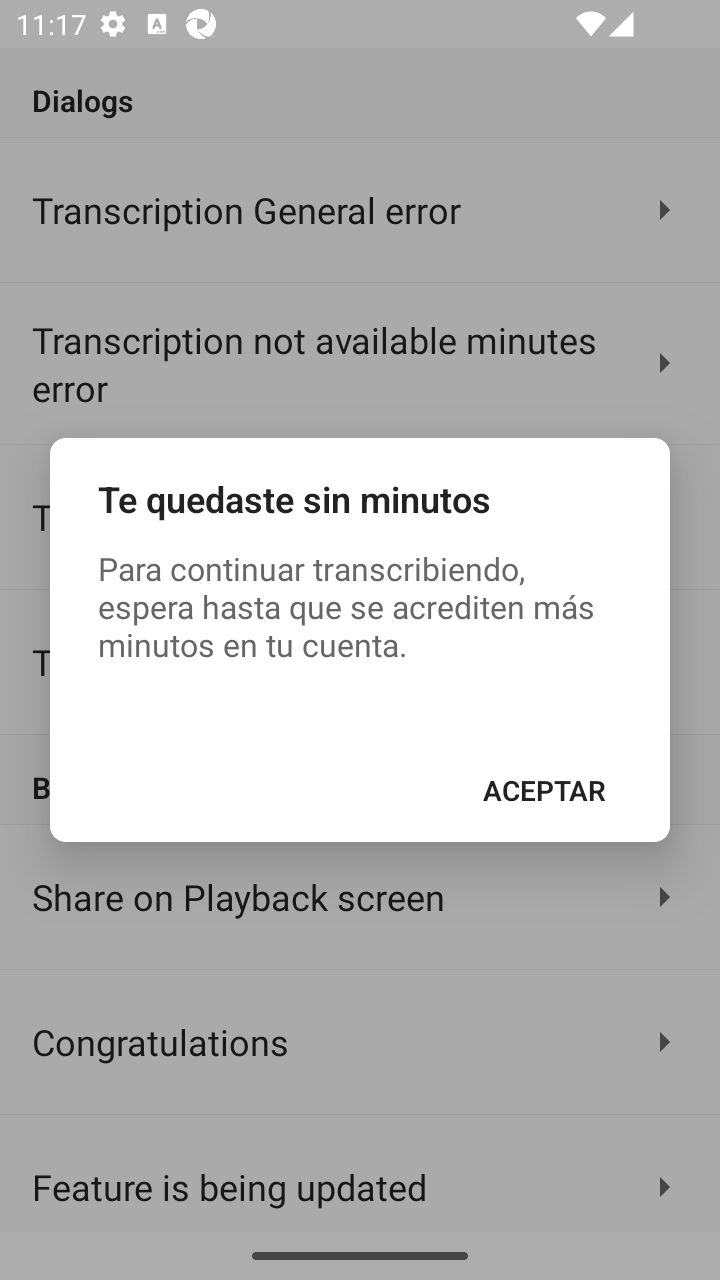 11:17
Dialogs
Transcription General error
Transcription not available minutes
error
T
Te quedaste sin minutos
Para continuar transcribiendo,
espera hasta que se acrediten más
minutos en tu cuenta.
T
B
ACEPTAR
Share on Playback screen
Congratulations
Feature is being updated